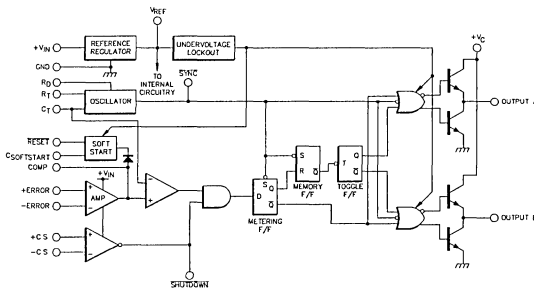 VREF
+VC
+VIN
REFERENCE REGULATOR
UNDERVOLTAGE LOCKOUT
GND
TO INTERNAL CIRCUITRY
SYNC
RD
RT
CT
OSCILLATOR
OUTPUT A
RESET
CSOFTSTART
COMP
SOFT START
+VIN
+ERROR
-ERROR
AMP
+
-
-
+
+CS
-CS
+
-
S
D
Q
Q
METERING F/F
S
R
Q
MEMORY F/F
T
Q
Q
TOGGLE F/F
SHUTDOWN
OUTPUT B